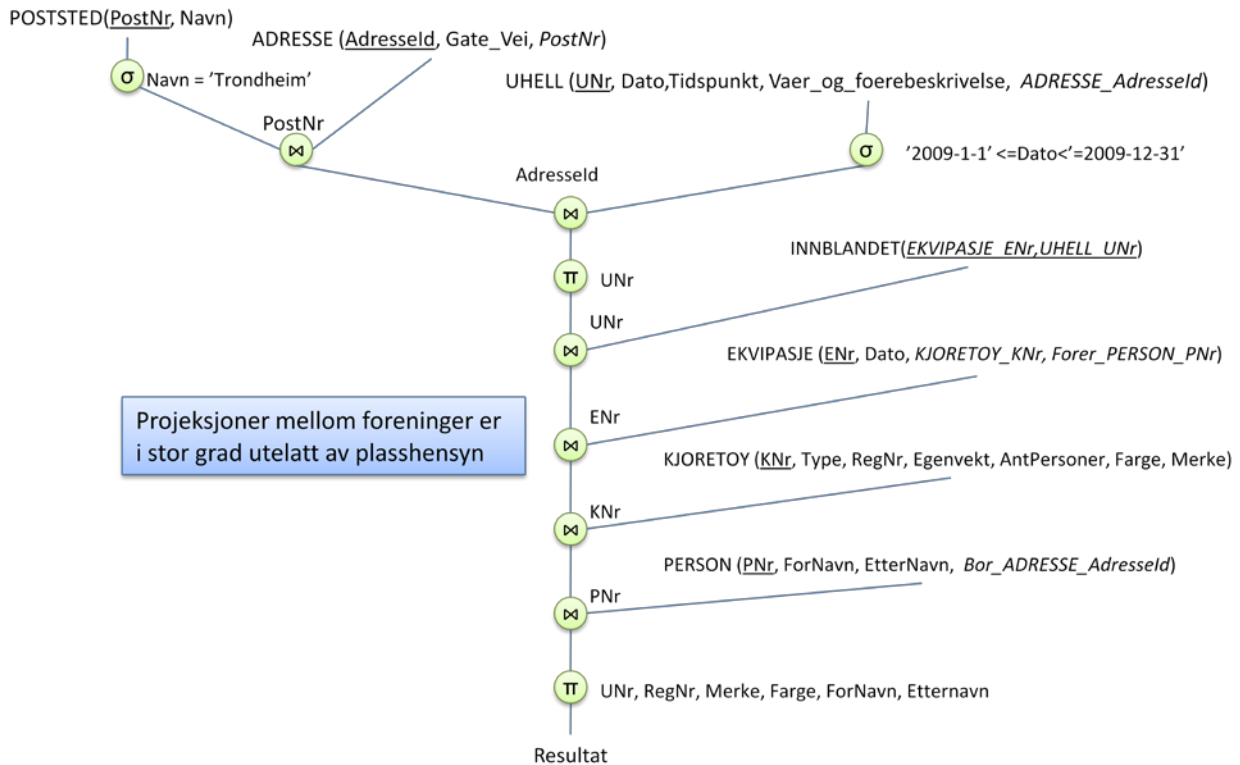 POSTSTED(PostNr, Navn)
ADRESSE (AdresseId, Gate_Vei, PostNr)
σ Navn = 'Trondheim'
UHELL (UNr, Dato,Tidspunkt, Vaer_og_foerebeskrivelse, ADRESSE_AdresseId)
PostNr
⋈
σ '2009-1-1' <=Dato<'=2009-12-31'
AdresseId
⋈
INNBLANDET(EKVIPASJE_ENr,UHELL_UNr)
π UNr
UNr
⋈
EKVIPASJE (ENr, Dato, KJORETOY_KNr, Forer_PERSON_PNr)
Projeksjoner mellom foreninger er
i stor grad utelatt av plasshensyn
ENr
⋈
KJORETOY (KNr, Type, RegNr, Egenvekt, AntPersoner, Farge, Merke)
KNr
⋈
PERSON (PNr, ForNavn, EtterNavn, Bor_ADRESSE_AdresseId)
PNr
⋈
π UNr, RegNr, Merke, Farge, ForNavn, Etternavn
Resultat